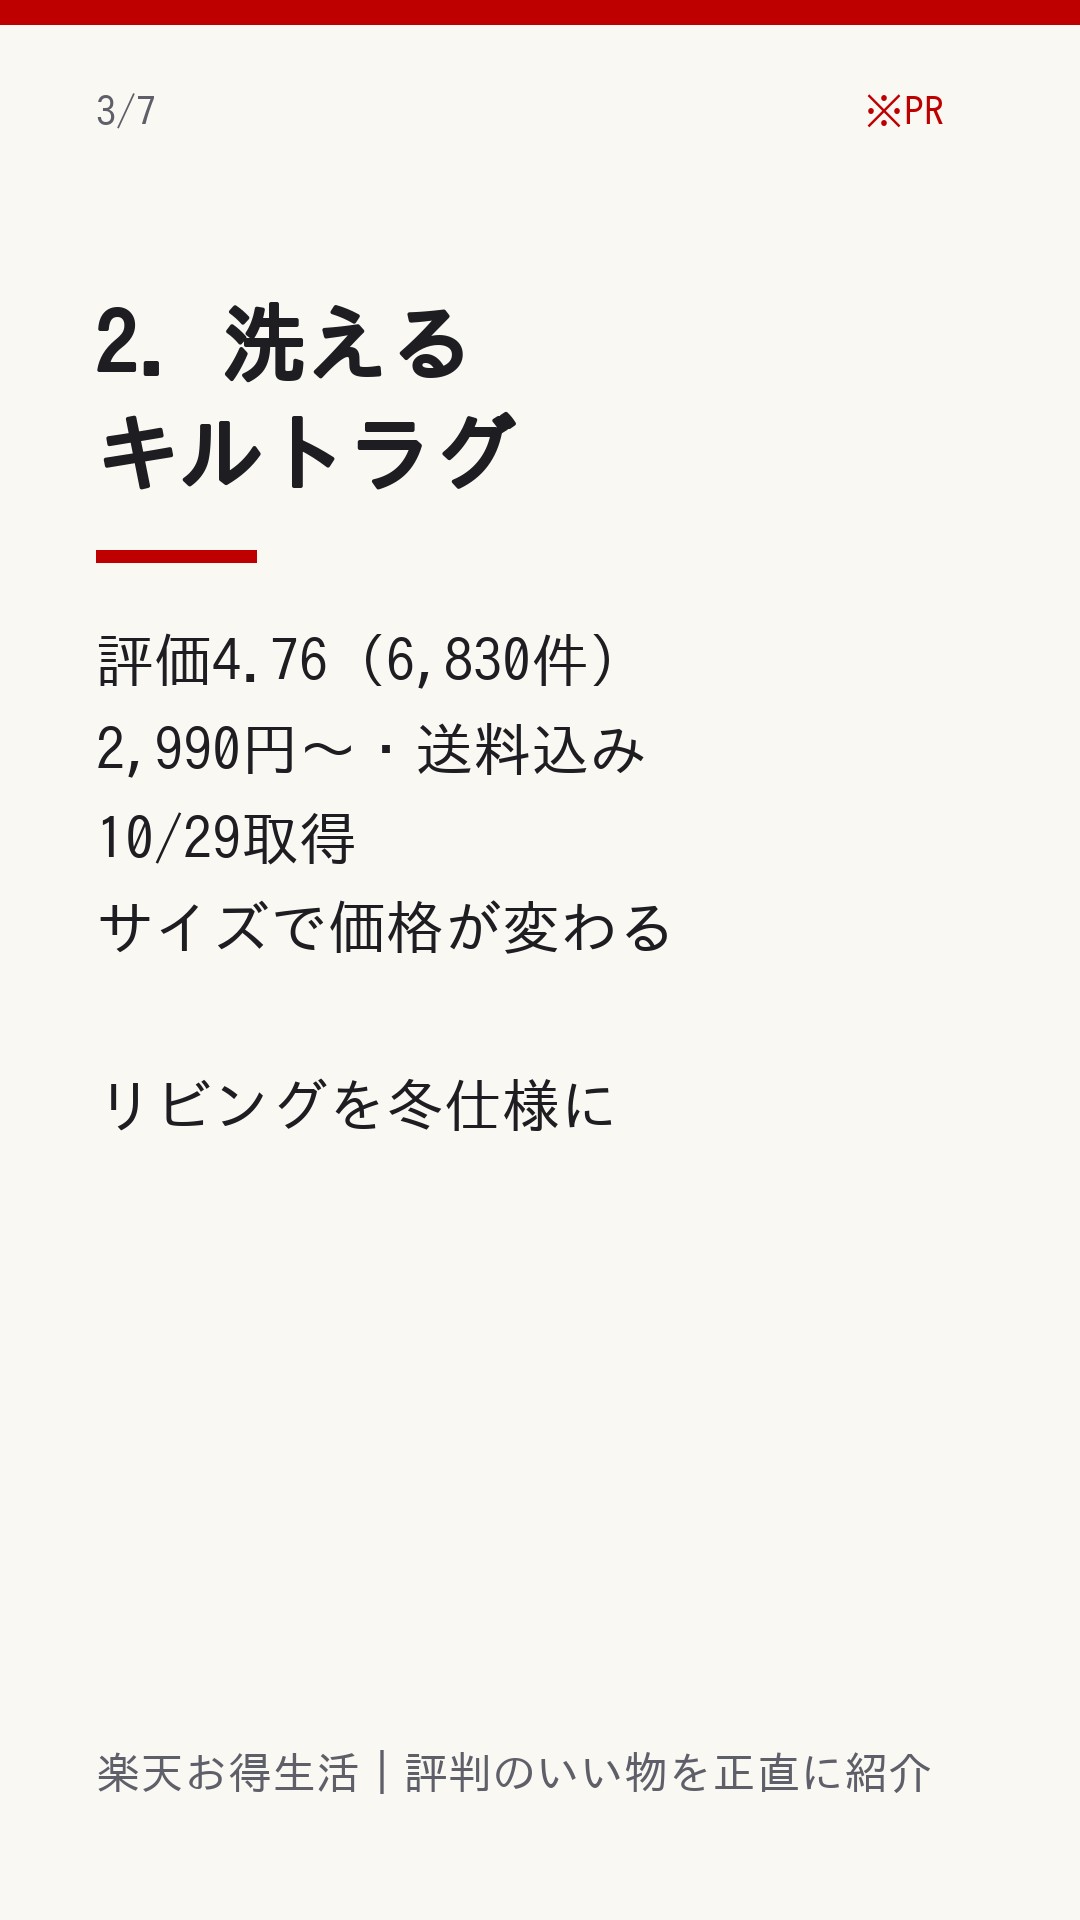 3/7
※PR
2. 洗える
キルトラグ
評価4.76（6,830件）
2,990円〜・送料込み
10/29取得
サイズで価格が変わる
リビングを冬仕様に
楽天お得生活｜評判のいい物を正直に紹介